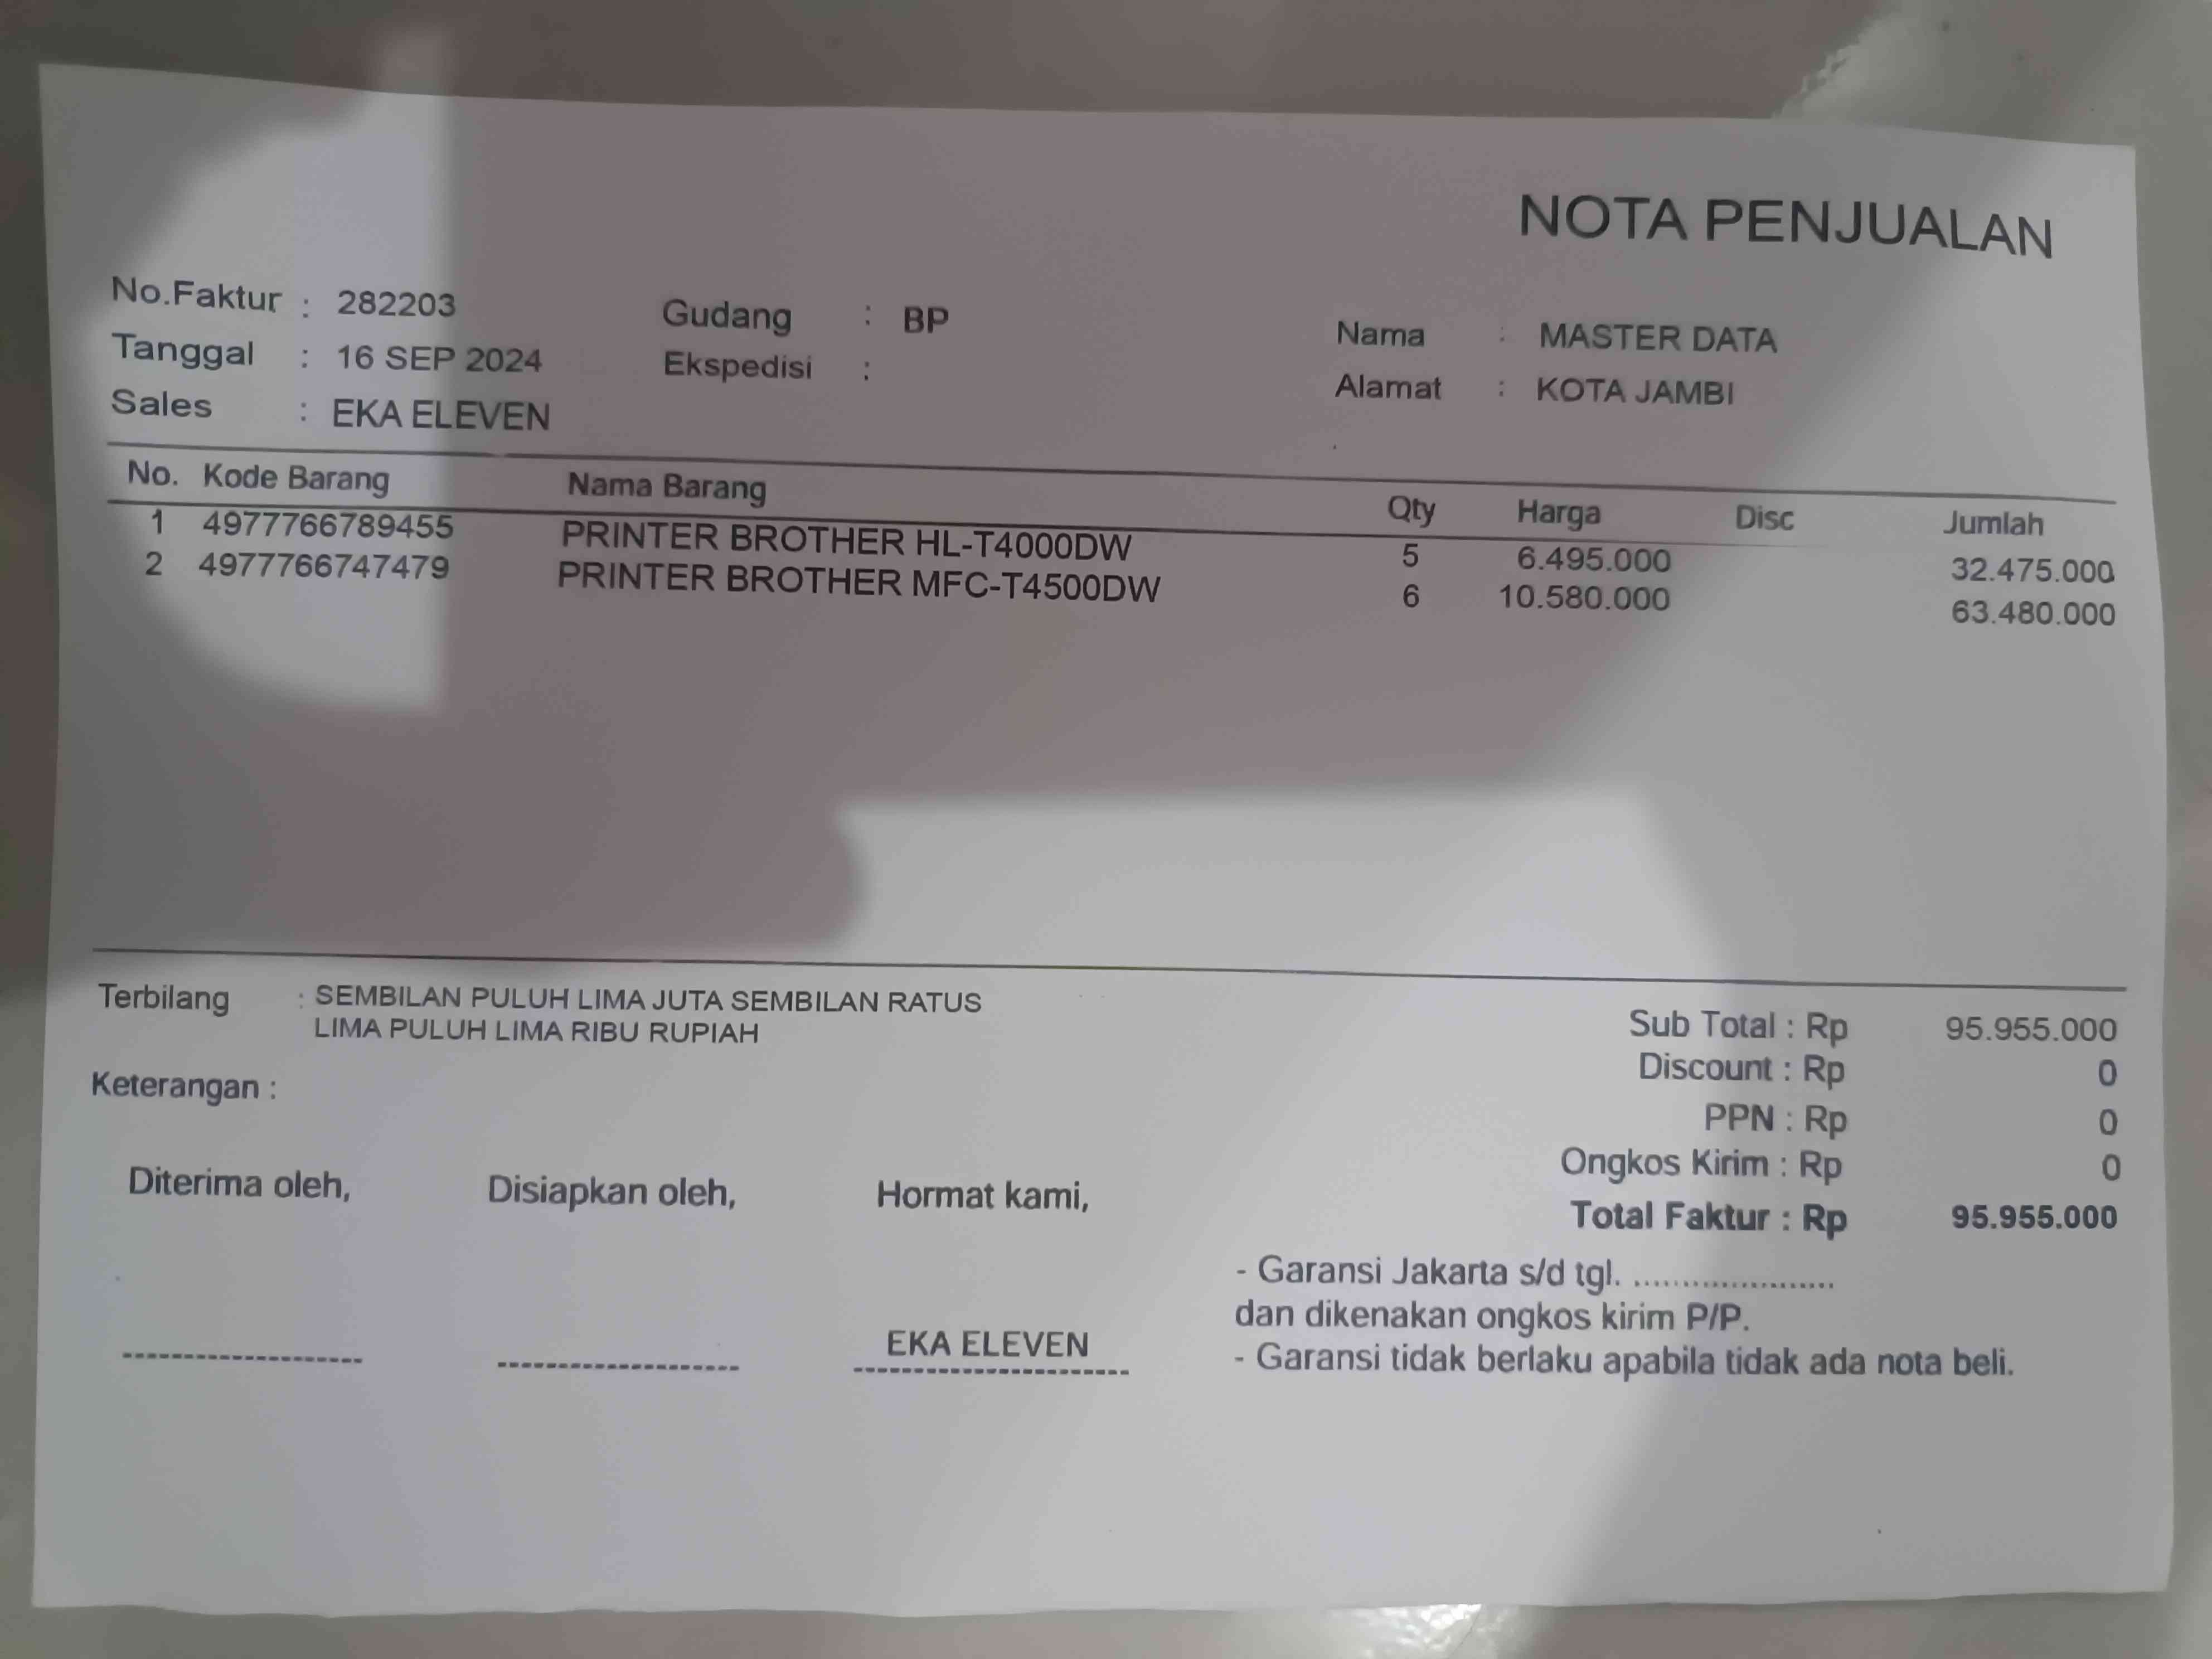 NOTA PENJUALAN
No.Faktur : 282203
Tanggal : 16 SEP 2024
Sales : EKA ELEVEN
Gudang : BP
Ekspedisi :
Nama : MASTER DATA
Alamat : KOTA JAMBI
No. Kode Barang Nama Barang Qty Harga Disc Jumlah
1 4977766789455 PRINTER BROTHER HL-T4000DW 5 6.495.000 32.475.000
2 4977766747479 PRINTER BROTHER MFC-T4500DW 6 10.580.000 63.480.000
Terbilang : SEMBILAN PULUH LIMA JUTA SEMBILAN RATUS
LIMA PULUH LIMA RIBU RUPIAH
Keterangan :
Sub Total : Rp 95.955.000
Discount : Rp 0
PPN : Rp 0
Ongkos Kirim : Rp 0
Total Faktur : Rp 95.955.000
Diterima oleh, Disiapkan oleh, Hormat kami,
EKA ELEVEN
- Garansi Jakarta s/d tgl. ........................
dan dikenakan ongkos kirim P/P.
- Garansi tidak berlaku apabila tidak ada nota beli.